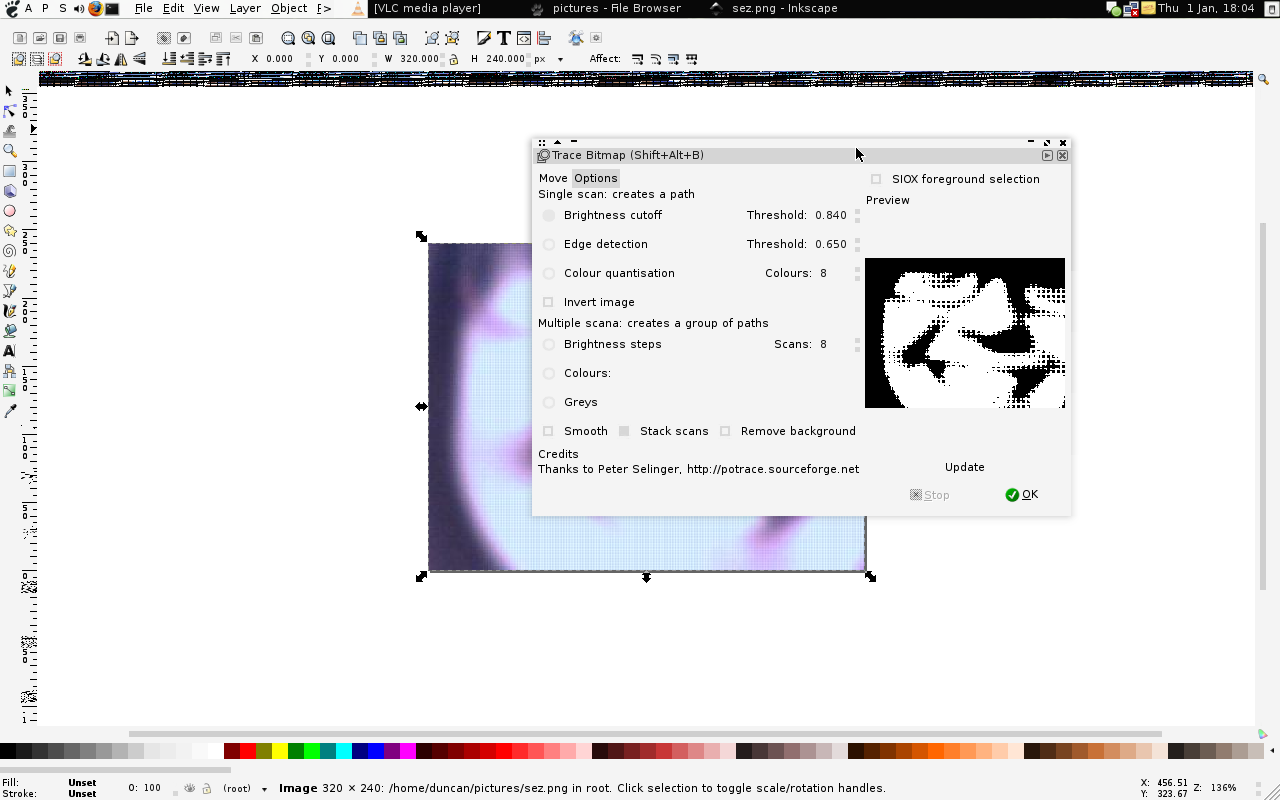 A P S File Edit View Layer Object P> [VLC media player] pictures - File Browser sez.png - Inkscape Thu 1 Jan, 18:04
X 0.000 Y 0.000 W 320.000 H 240.000 px Affect:
Trace Bitmap (Shift+Alt+B)
Move Options
SIOX foreground selection
Single scan: creates a path
Preview
Brightness cutoff Threshold: 0.840
Edge detection Threshold: 0.650
Colour quantisation Colours: 8
Invert image
Multiple scana: creates a group of paths
Brightness steps Scans: 8
Colours:
Greys
Smooth Stack scans Remove background
Credits
Thanks to Peter Selinger, http://potrace.sourceforge.net
Update
Stop OK
Fill: Unset
Stroke: Unset
O: 100 (root) Image 320 × 240: /home/duncan/pictures/sez.png in root. Click selection to toggle scale/rotation handles.
X: 456.51
Y: 323.67
Z: 136%